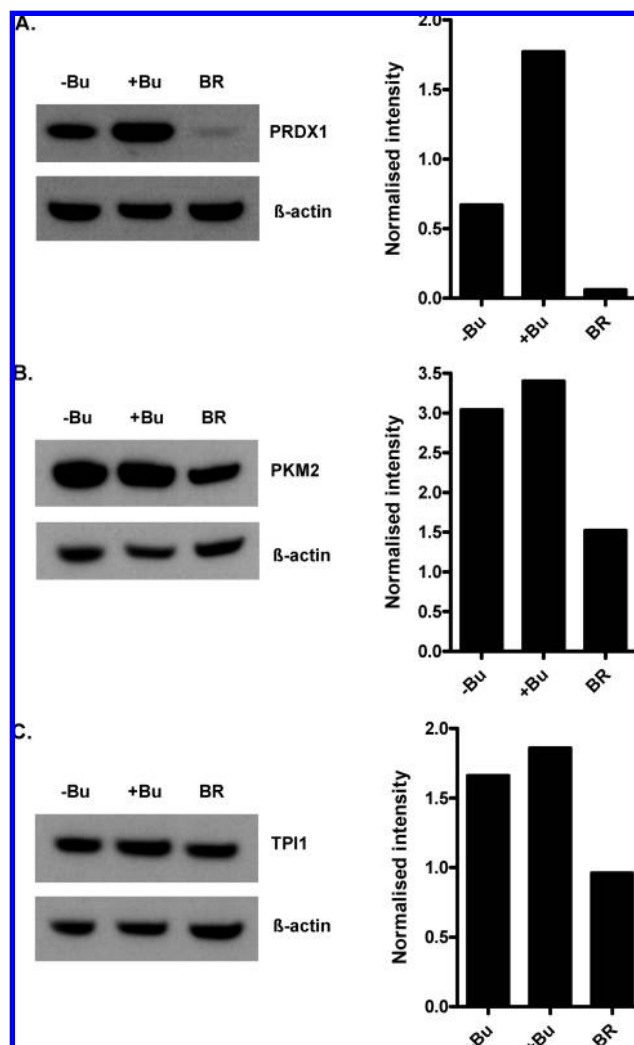 A.
-Bu +Bu BR
PRDX1
ß-actin
Normalised intensity
2.0
1.5
1.0
0.5
0.0
-Bu +Bu BR
B.
-Bu +Bu BR
PKM2
ß-actin
Normalised intensity
3.5
3.0
2.5
2.0
1.5
1.0
0.5
0.0
-Bu +Bu BR
C.
-Bu +Bu BR
TPI1
ß-actin
Normalised intensity
2.0
1.5
1.0
0.5
0.0
-Bu +Bu BR